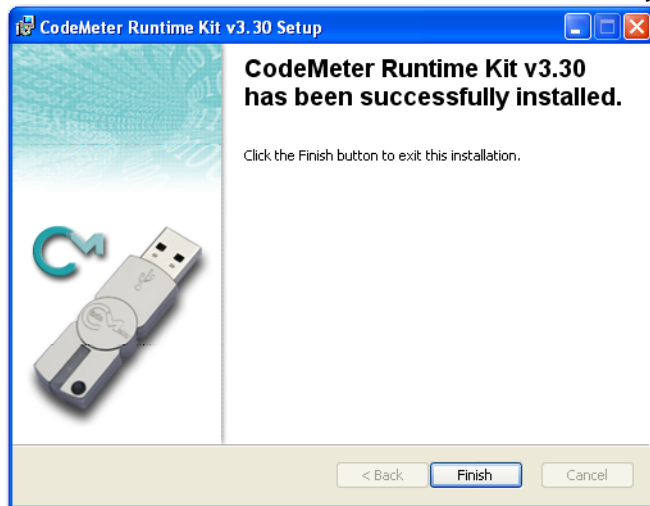 CodeMeter Runtime Kit v3.30 Setup
CodeMeter Runtime Kit v3.30
has been successfully installed.
Click the Finish button to exit this installation.
CM
< Back
Finish
Cancel